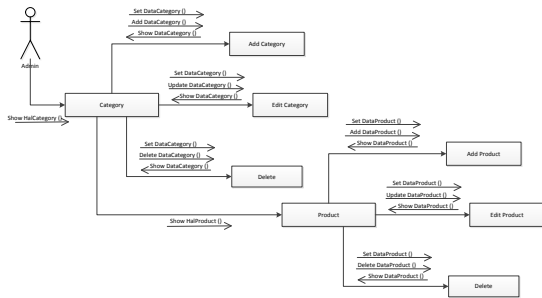 Set DataCategory ()
Add DataCategory ()
Show DataCategory ()
Add Category
Admin
Set DataCategory ()
Update DataCategory ()
Show DataCategory ()
Category
Edit Category
Show HalCategory ()
Set DataCategory ()
Delete DataCategory ()
Show DataCategory ()
Delete
Set DataProduct ()
Add DataProduct ()
Show DataProduct ()
Add Product
Set DataProduct ()
Update DataProduct ()
Show DataProduct ()
Product
Edit Product
Show HalProduct ()
Set DataProduct ()
Delete DataProduct ()
Show DataProduct ()
Delete